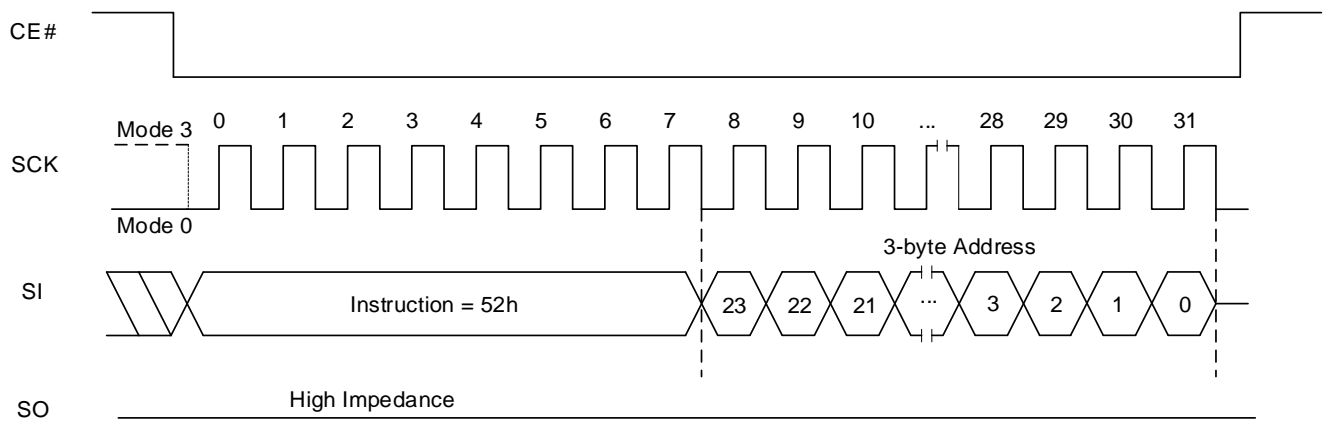 CE#
0 1 2 3 4 5 6 7 8 9 10 ... 28 29 30 31
Mode 3
SCK
Mode 0
3-byte Address
SI
Instruction = 52h
23 22 21 ... 3 2 1 0
High Impedance
SO